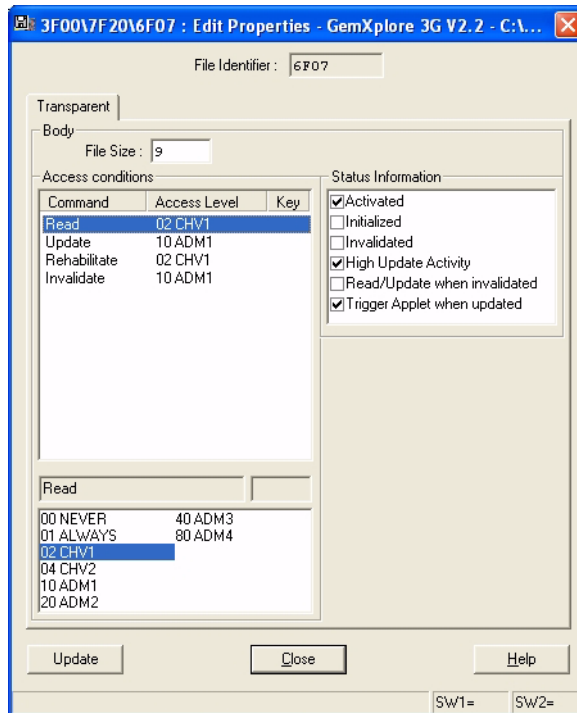 3F00\7F20\6F07 : Edit Properties - GemXplore 3G V2.2 - C:\...
File Identifier : 6F07
Transparent
Body
File Size : 9
Access conditions
Command Access Level Key
Read 02 CHV1
Update 10 ADM1
Rehabilitate 02 CHV1
Invalidate 10 ADM1
Status Information
Activated
Initialized
Invalidated
High Update Activity
Read/Update when invalidated
Trigger Applet when updated
Read
00 NEVER 40 ADM3
01 ALWAYS 80 ADM4
02 CHV1
04 CHV2
10 ADM1
20 ADM2
Update Close Help
SW1= SW2=